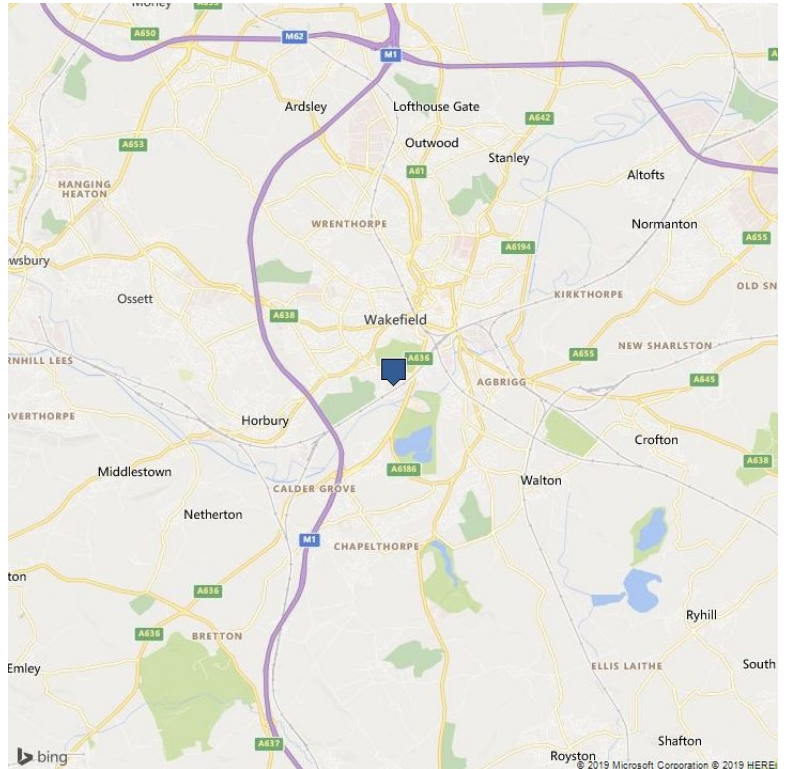 Morley
A650
M62
M1
A
Ardsley
Lofthouse Gate
A642
A653
Outwood
Stanley
A61
HANGING
HEATON
Altofts
WRENTHORPE
Normanton
A6194
A655
wsbury
KIRKTHORPE
OLD SN
Ossett
A638
Wakefield
RNHILL LEES
A636
A655
NEW SHARLSTON
AGBRIGG
A645
OVERTHORPE
Horbury
Crofton
A6186
A638
Middlestown
CALDER GROVE
Walton
Netherton
M1
CHAPELTHORPE
ton
A636
Ryhill
A636
BRETTON
Emley
ELLIS LAITHE
South
A637
Shafton
Royston
bing
© 2019 Microsoft Corporation © 2019 HERE